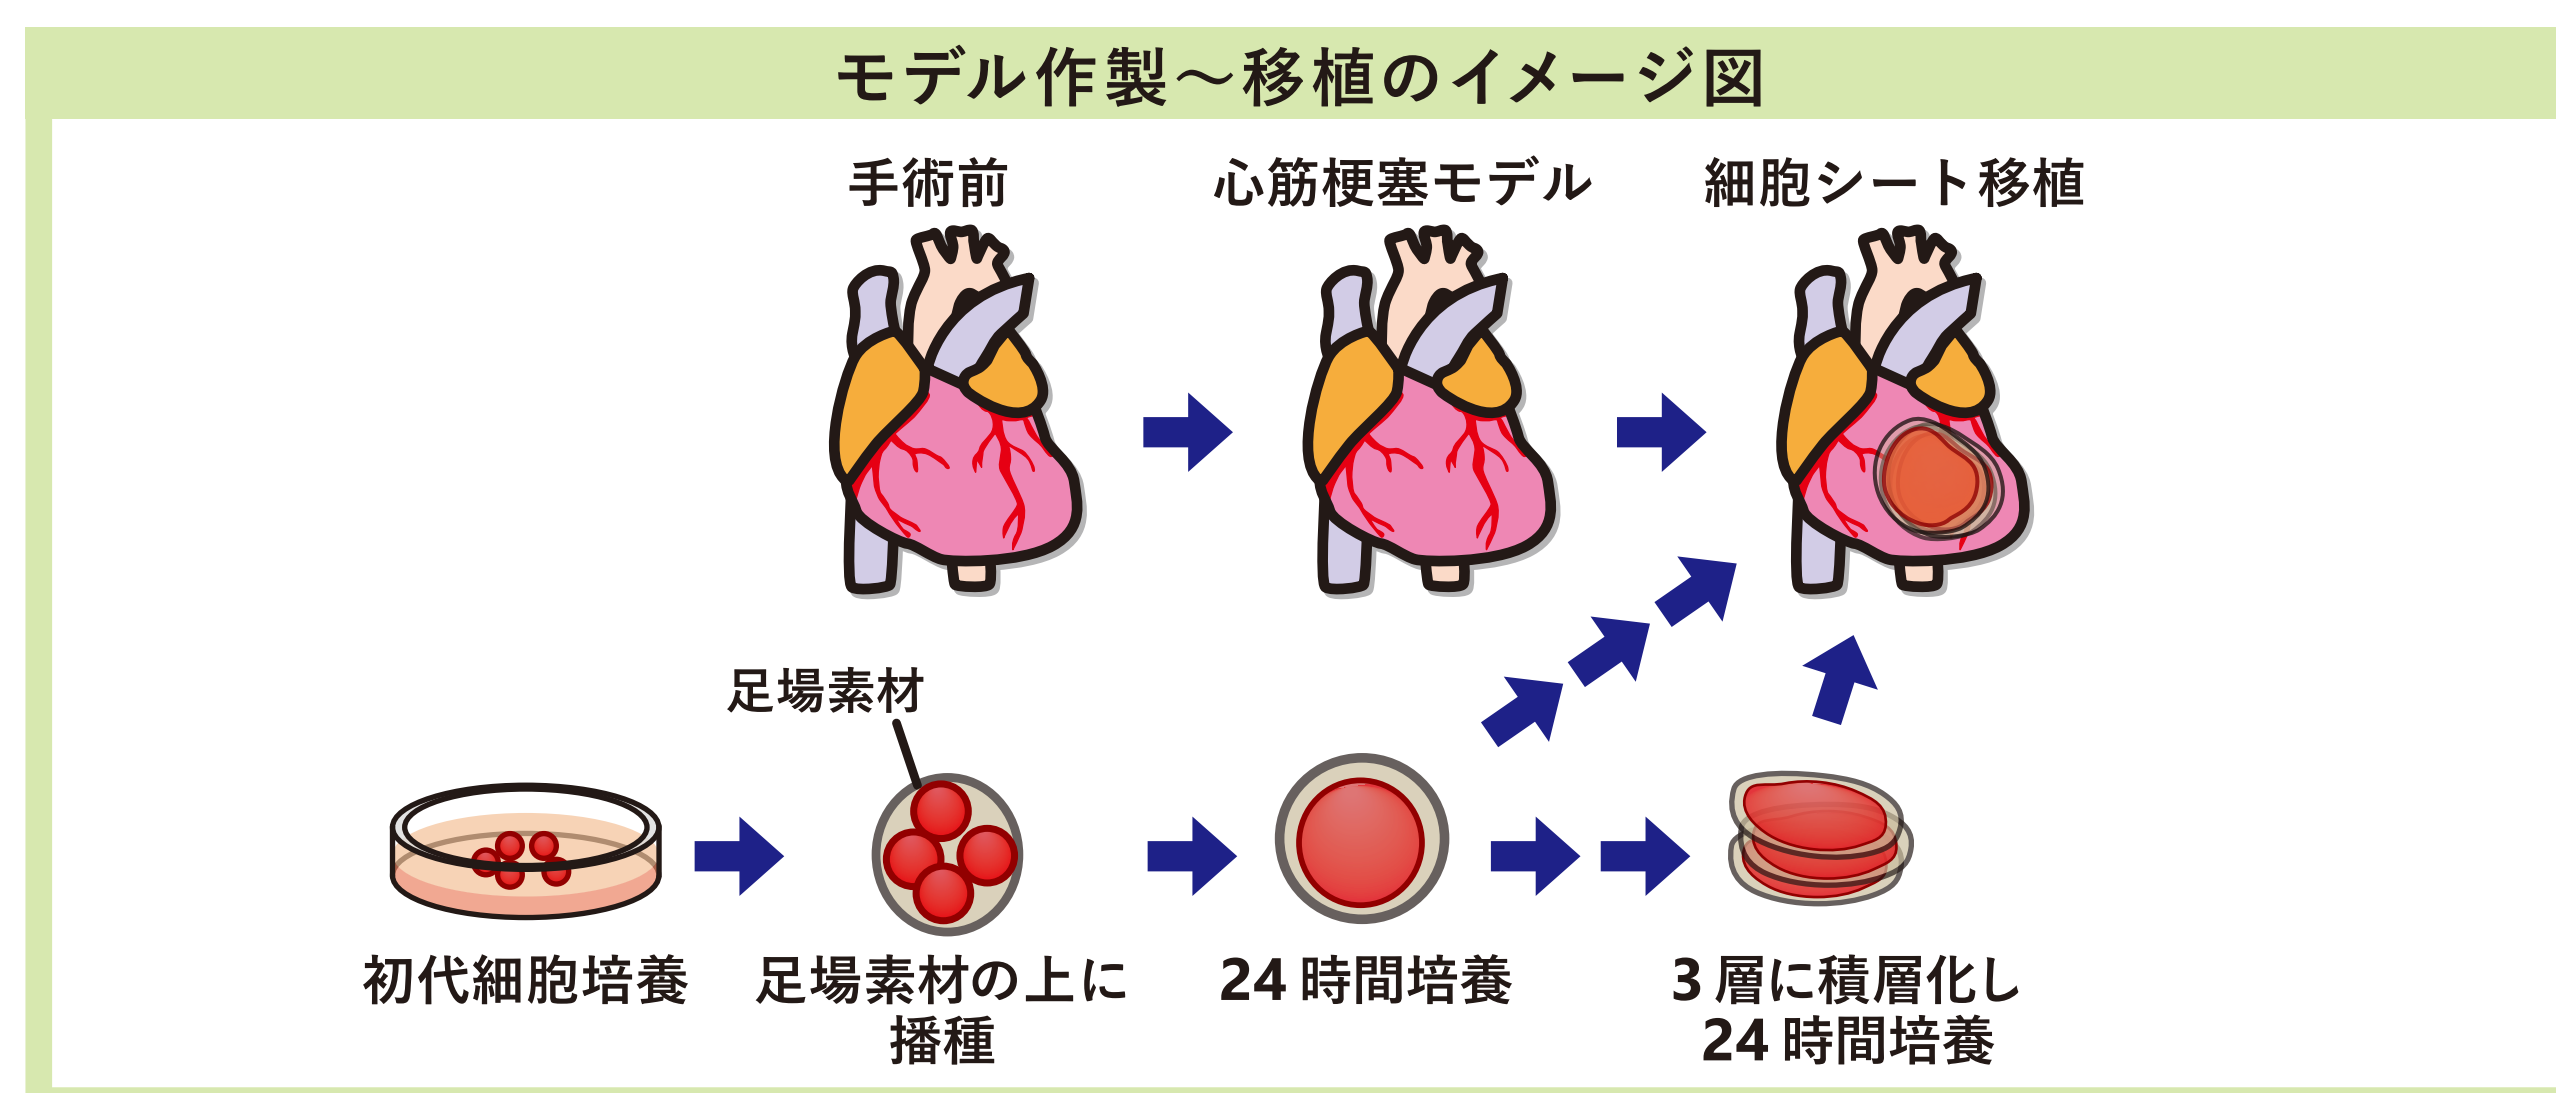 モデル作製～移植のイメージ図
手術前
心筋梗塞モデル
細胞シート移植
足場素材
初代細胞培養
足場素材の上に
播種
24 時間培養
3 層に積層化し
24 時間培養